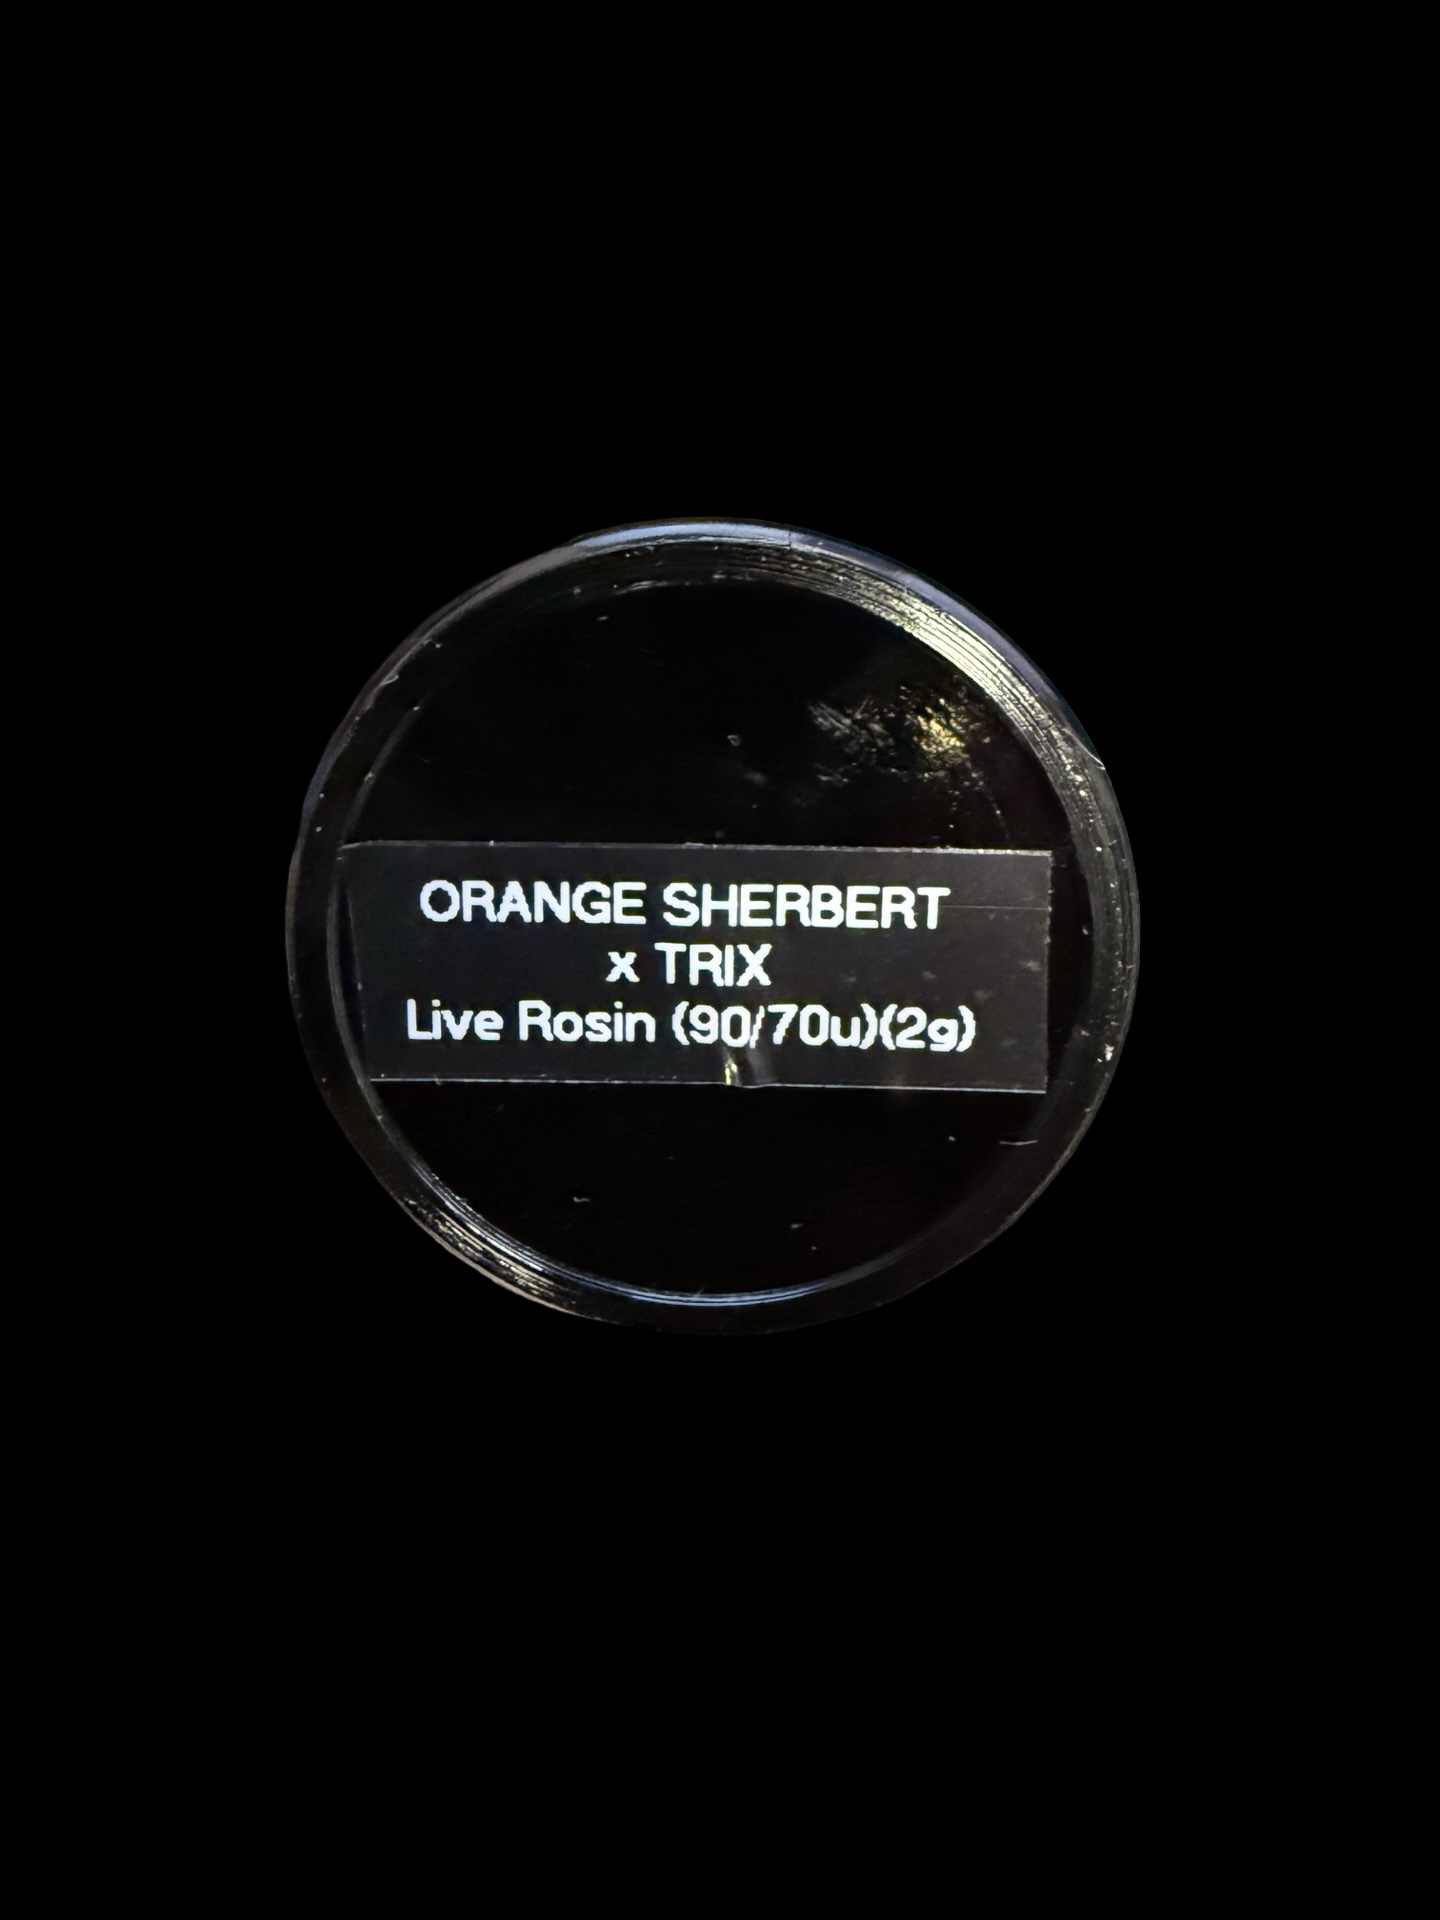 ORANGE SHERBERT
x TRIX
Live Rosin (90/70u)(2g)